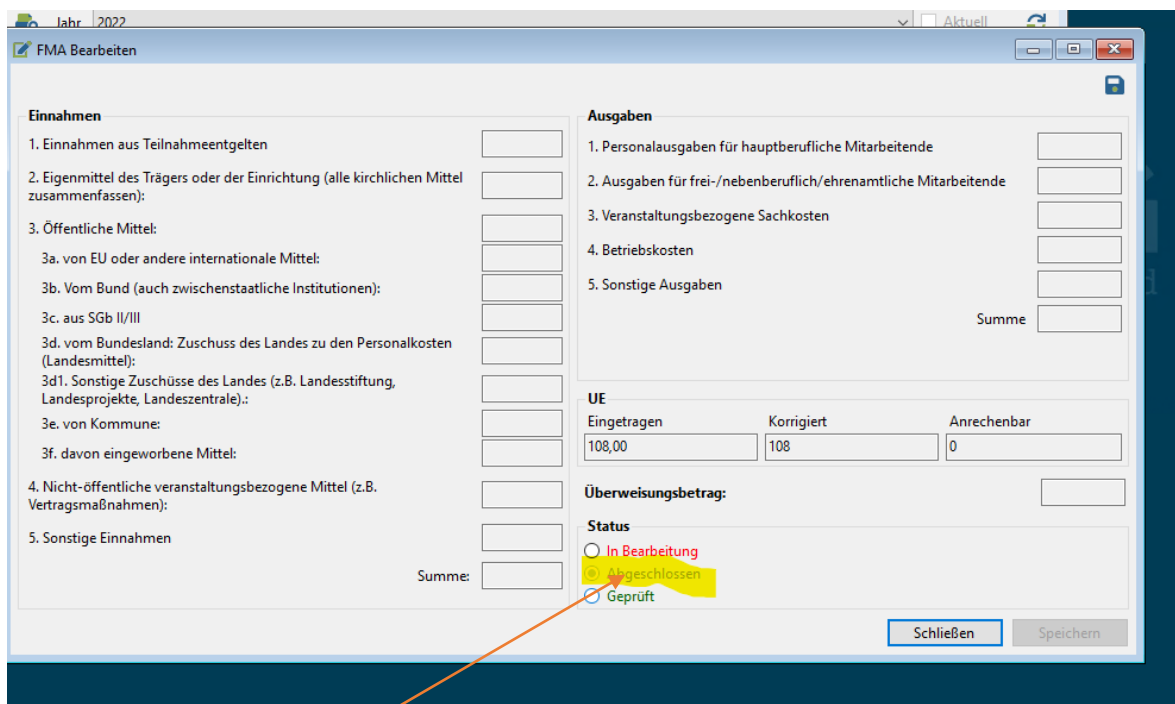 Jahr 2022 Aktuell
FMA Bearbeiten
Einnahmen
1. Einnahmen aus Teilnahmeentgelten
2. Eigenmittel des Trägers oder der Einrichtung (alle kirchlichen Mittel
zusammenfassen):
3. Öffentliche Mittel:
3a. von EU oder andere internationale Mittel:
3b. Vom Bund (auch zwischenstaatliche Institutionen):
3c. aus SGb II/III
3d. vom Bundesland: Zuschuss des Landes zu den Personalkosten
(Landesmittel):
3d1. Sonstige Zuschüsse des Landes (z.B. Landesstiftung,
Landesprojekte, Landeszentrale).:
3e. von Kommune:
3f. davon eingeworbene Mittel:
4. Nicht-öffentliche veranstaltungsbezogene Mittel (z.B.
Vertragsmaßnahmen):
5. Sonstige Einnahmen
Summe:
Ausgaben
1. Personalausgaben für hauptberufliche Mitarbeitende
2. Ausgaben für frei-/nebenberuflich/ehrenamtliche Mitarbeitende
3. Veranstaltungsbezogene Sachkosten
4. Betriebskosten
5. Sonstige Ausgaben
Summe
UE
Eingetragen Korrigiert Anrechenbar
108,00 108 0
Überweisungsbetrag:
Status
In Bearbeitung
Abgeschlossen
Geprüft
Schließen Speichern